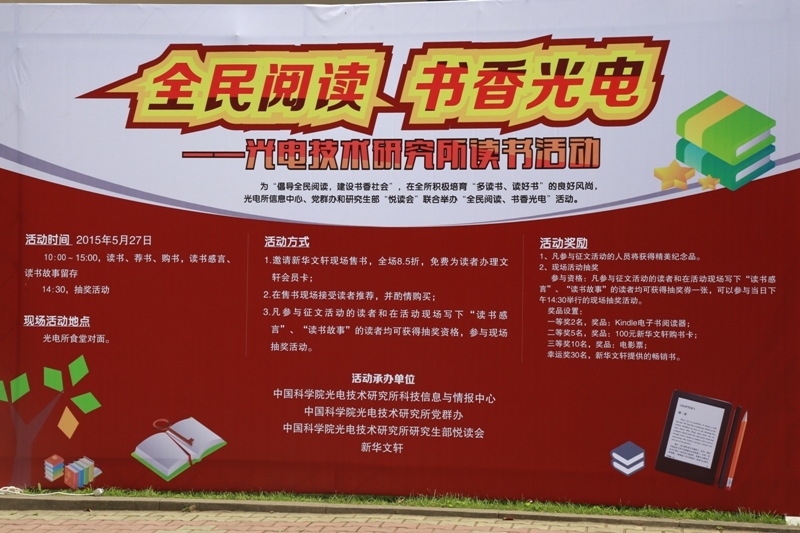 全民阅读 书香光电
——光电技术研究所读书活动
为“倡导全民阅读，建设书香社会”，在全所积极培育“多读书、读好书”的良好风尚，
光电所信息中心、党群办和研究生部“悦读会”联合举办“全民阅读、书香光电”活动。
活动时间 2015年5月27日
10:00～15:00，读书、荐书、购书，读书感言、
读书故事留存
14:30，抽奖活动
现场活动地点
光电所食堂对面。
活动方式
1.邀请新华文轩现场售书，全场8.5折，免费为读者办理文
轩会员卡；
2.在售书现场接受读者推荐，并酌情购买；
3.凡参与征文活动的读者和在活动现场写下“读书感
言”、“读书故事”的读者均可获得抽奖资格，参与现场
抽奖活动。
活动奖励
1、凡参与征文活动的人员将获得精美纪念品。
2、现场活动抽奖
参与资格：凡参与征文活动的读者和在活动现场写下“读书感
言”、“读书故事”的读者均可获得抽奖券一张，可以参与当日下
午14:30举行的现场抽奖活动。
奖品设置：
一等奖2名，奖品：Kindle电子书阅读器；
二等奖5名，奖品：100元新华文轩购书卡；
三等奖10名，奖品：电影票；
幸运奖30名，新华文轩提供的畅销书。
活动承办单位
中国科学院光电技术研究所科技信息与情报中心
中国科学院光电技术研究所党群办
中国科学院光电技术研究所研究生部悦读会
新华文轩